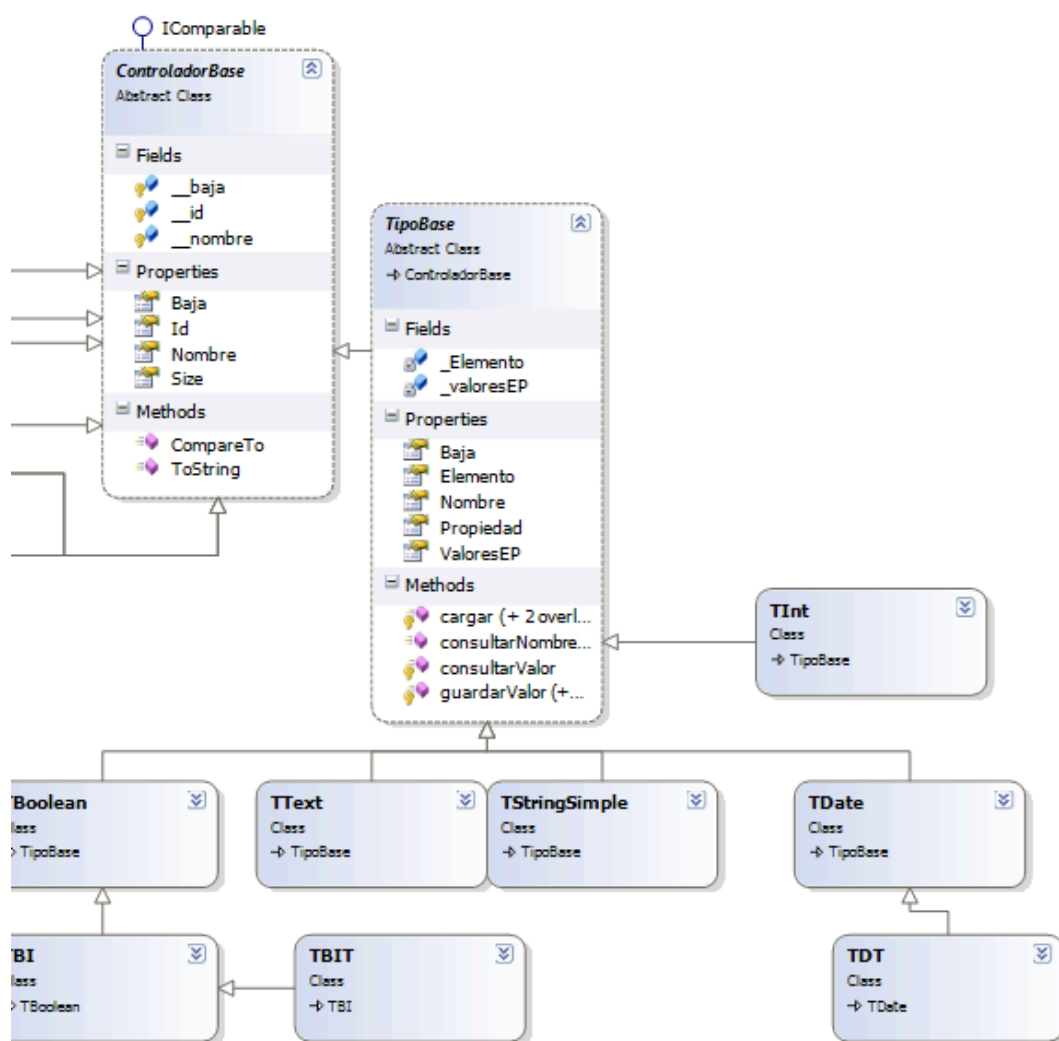 IComparable
ControladorBase
Abstract Class
Fields
__baja
__id
__nombre
Properties
Baja
Id
Nombre
Size
Methods
CompareTo
ToString
TipoBase
Abstract Class
ControladorBase
Fields
_Elemento
_valoresEP
Properties
Baja
Elemento
Nombre
Propiedad
ValoresEP
Methods
cargar (+ 2 overl...
consultarNombre...
consultarValor
guardarValor (+...
TInt
Class
TipoBase
TBoolean
Class
TipoBase
TText
Class
TipoBase
TStringSimple
Class
TipoBase
TDate
Class
TipoBase
TBI
Class
TBoolean
TBIT
Class
TBI
TDT
Class
TDate